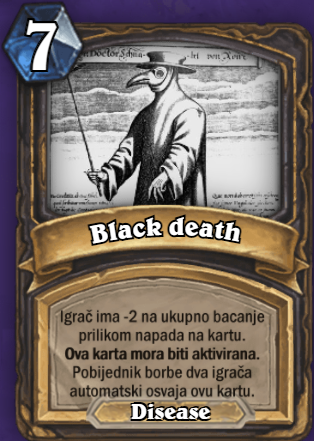 7
Black death
Igrač ima -2 na ukupno bacanje
prilikom napada na kartu.
Ova karta mora biti aktivirana.
Pobijednik borbe dva igrača
automatski osvaja ovu kartu.
Disease